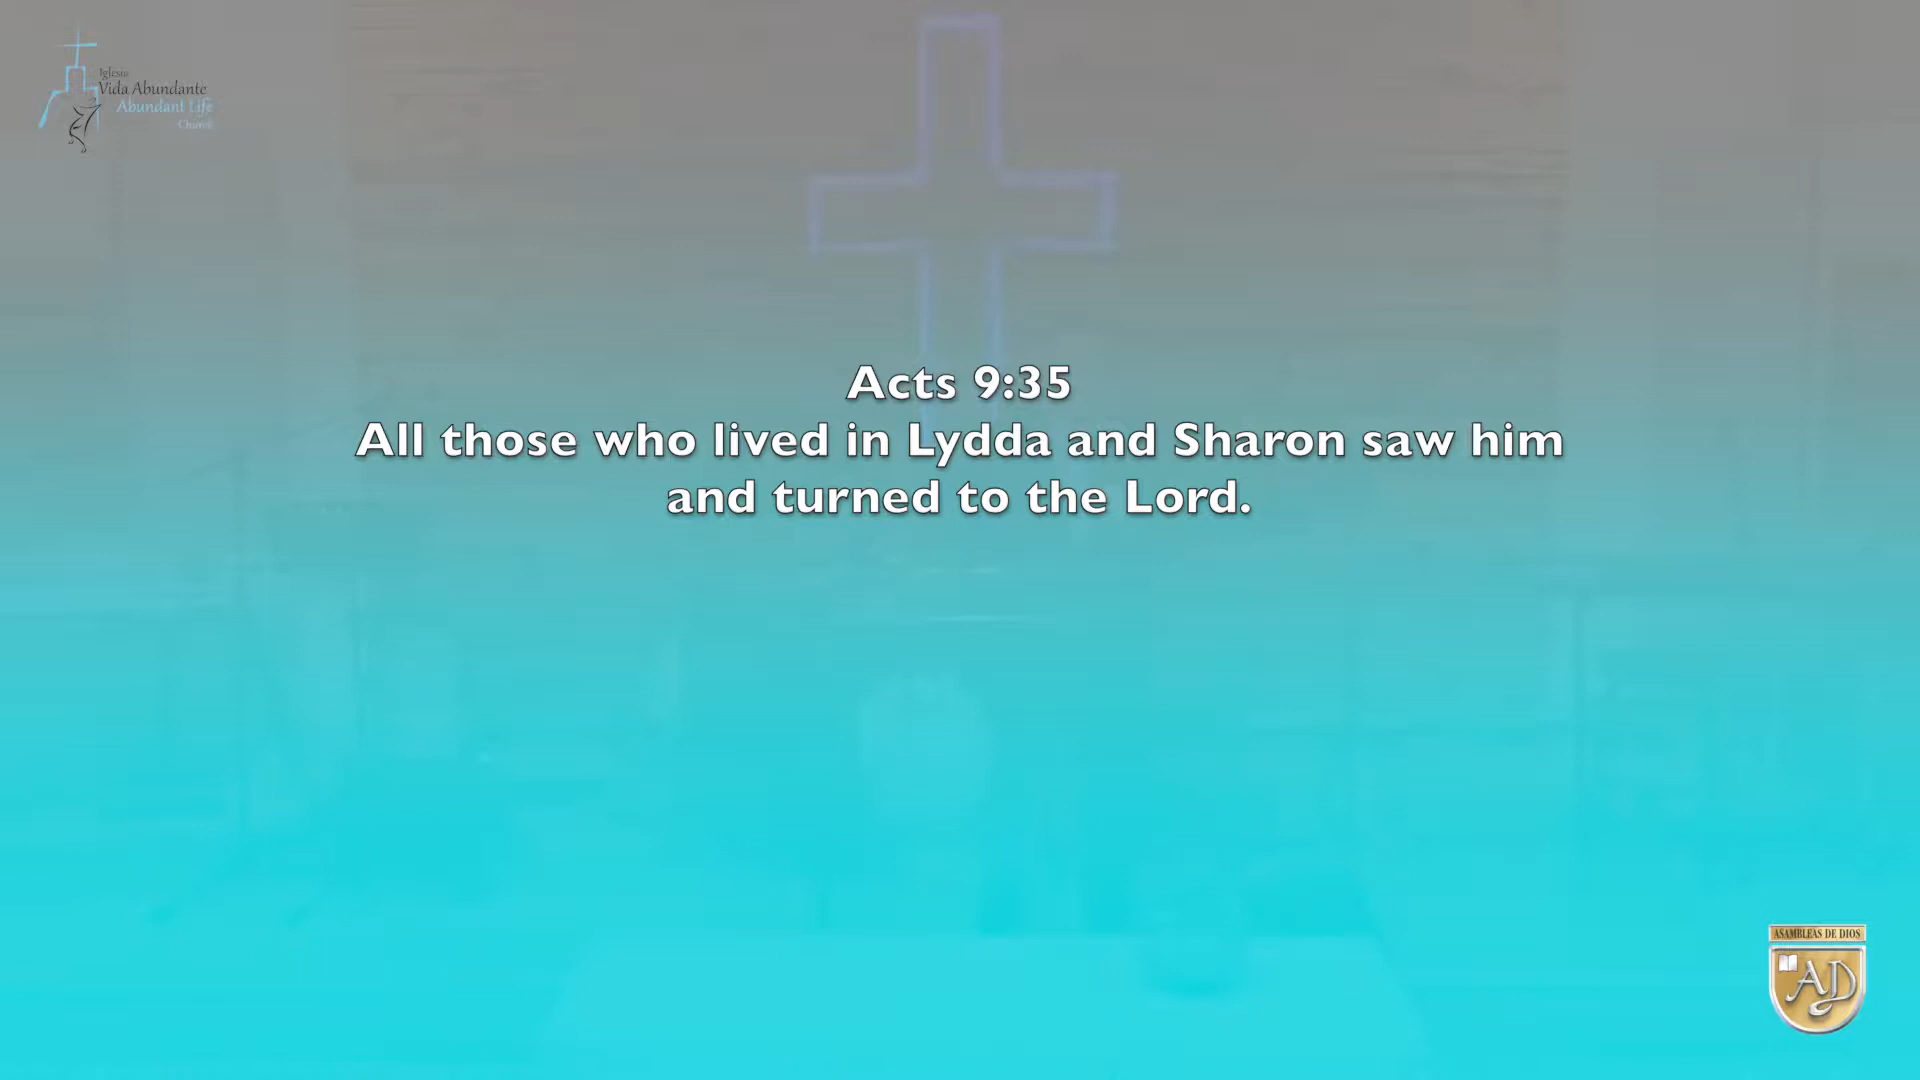 Iglesia
Vida Abundante
Abundant Life
Church
Acts 9:35
All those who lived in Lydda and Sharon saw him
and turned to the Lord.
ASAMBLEAS DE DIOS
AD